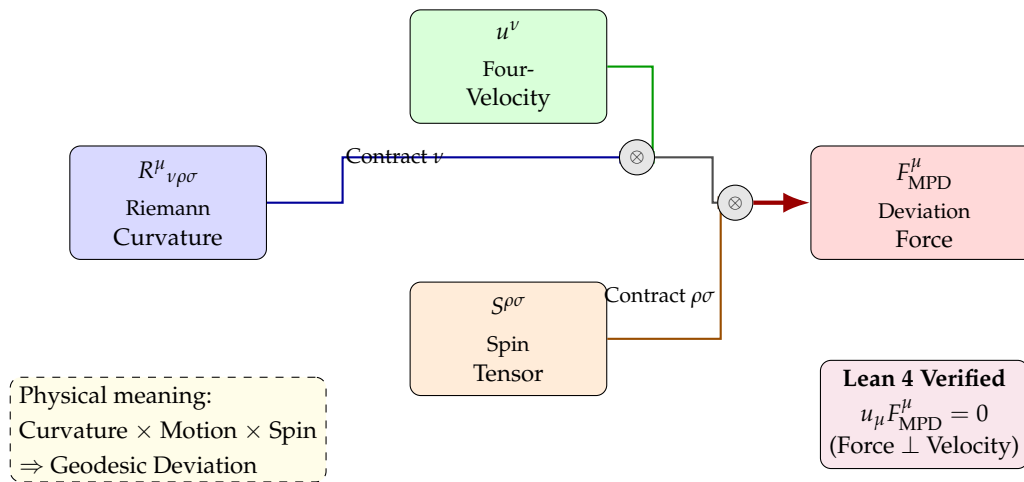 u^ν
Four-
Velocity
Contract ν
⊗
R^μ_νρσ
Riemann
Curvature
⊗
F^μ_MPD
Deviation
Force
Contract ρσ
S^ρσ
Spin
Tensor
Physical meaning:
Curvature × Motion × Spin
⇒ Geodesic Deviation
Lean 4 Verified
u_μ F^μ_MPD = 0
(Force ⊥ Velocity)